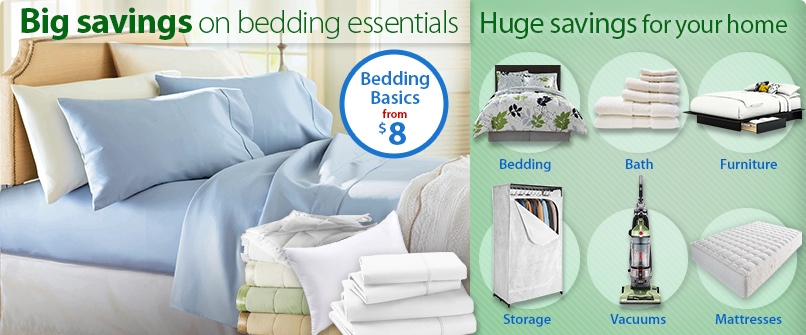 Big savings on bedding essentials
Bedding
Basics
from
$8
Huge savings for your home
Bedding Bath Furniture
Storage Vacuums Mattresses